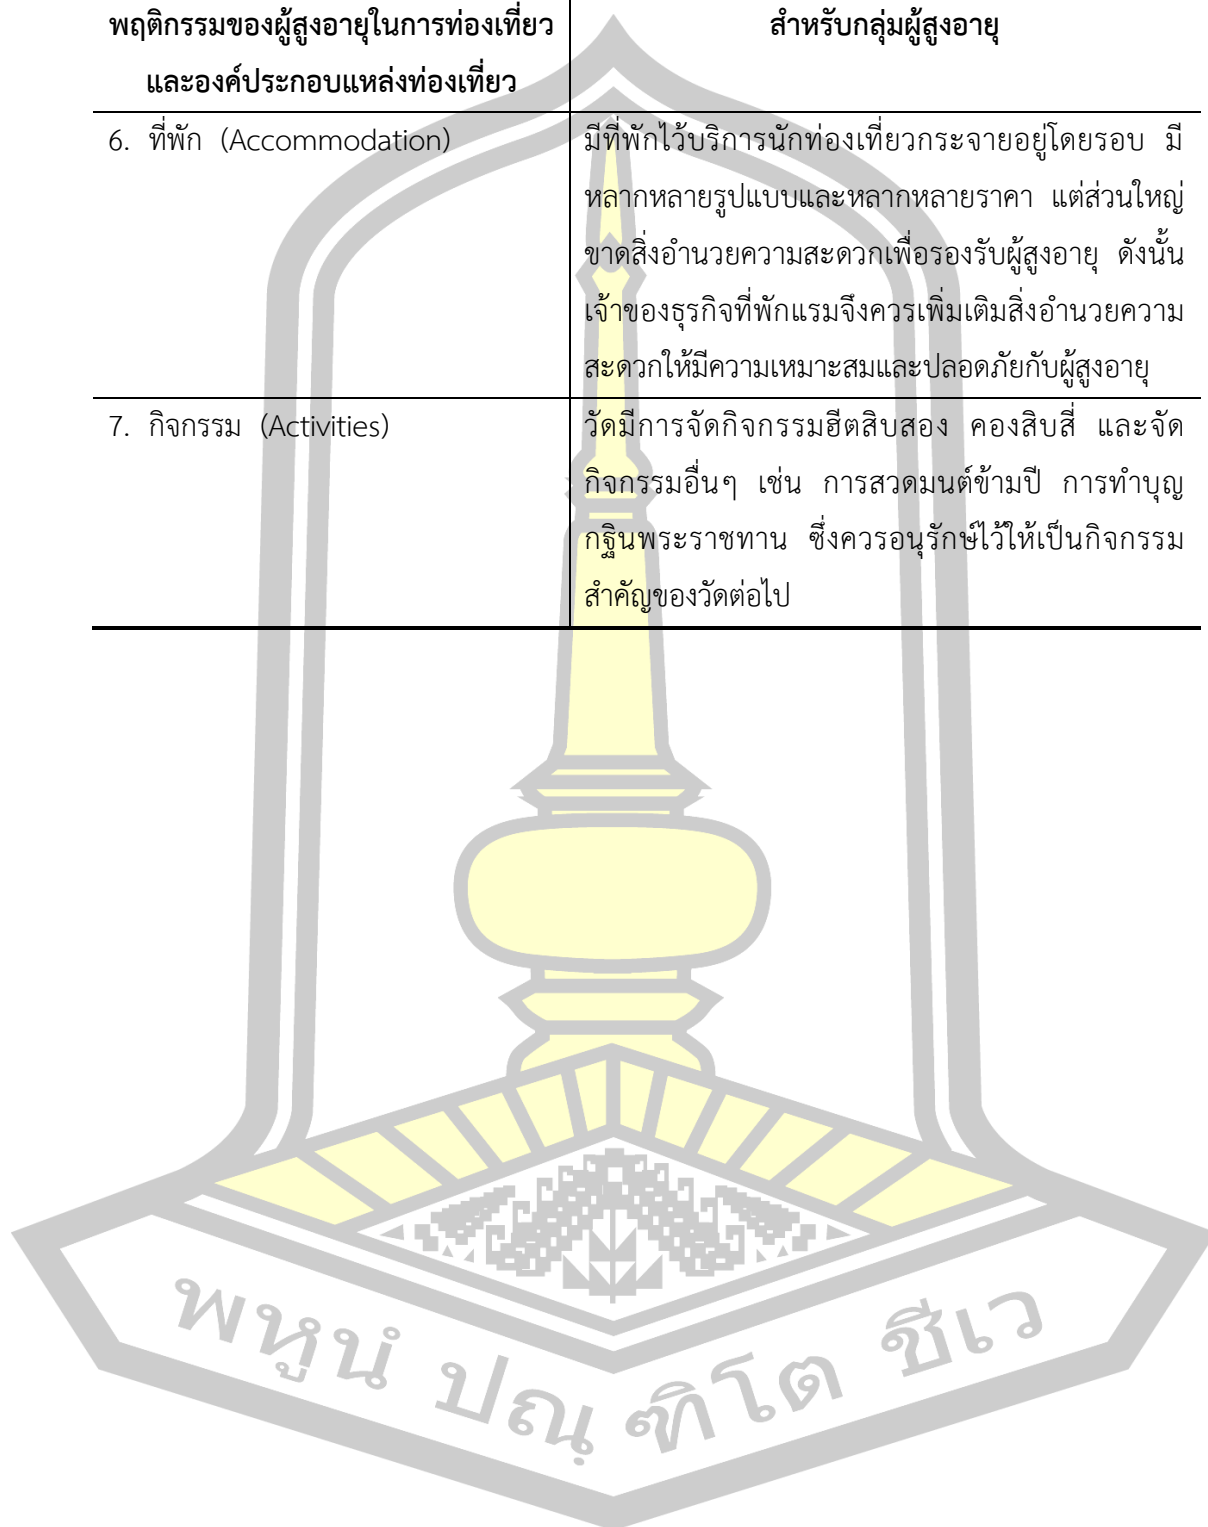 พฤติกรรมของผู้สูงอายุในการท่องเที่ยว
และองค์ประกอบแหล่งท่องเที่ยว
สำหรับกลุ่มผู้สูงอายุ
6. ที่พัก (Accommodation)
มีที่พักไว้บริการนักท่องเที่ยวกระจายอยู่โดยรอบ มี
หลากหลายรูปแบบและหลากหลายราคา แต่ส่วนใหญ่
ขาดสิ่งอำนวยความสะดวกเพื่อรองรับผู้สูงอายุ ดังนั้น
เจ้าของธุรกิจที่พักแรมจึงควรเพิ่มเติมสิ่งอำนวยความ
สะดวกให้มีความเหมาะสมและปลอดภัยกับผู้สูงอายุ
7. กิจกรรม (Activities)
วัดมีการจัดกิจกรรมฮีตสิบสอง คองสิบสี่ และจัด
กิจกรรมอื่นๆ เช่น การสวดมนต์ข้ามปี การทำบุญ
กฐินพระราชทาน ซึ่งควรอนุรักษ์ไว้ให้เป็นกิจกรรม
สำคัญของวัดต่อไป
พหูนํ ปณฺฑิโต ชีเว